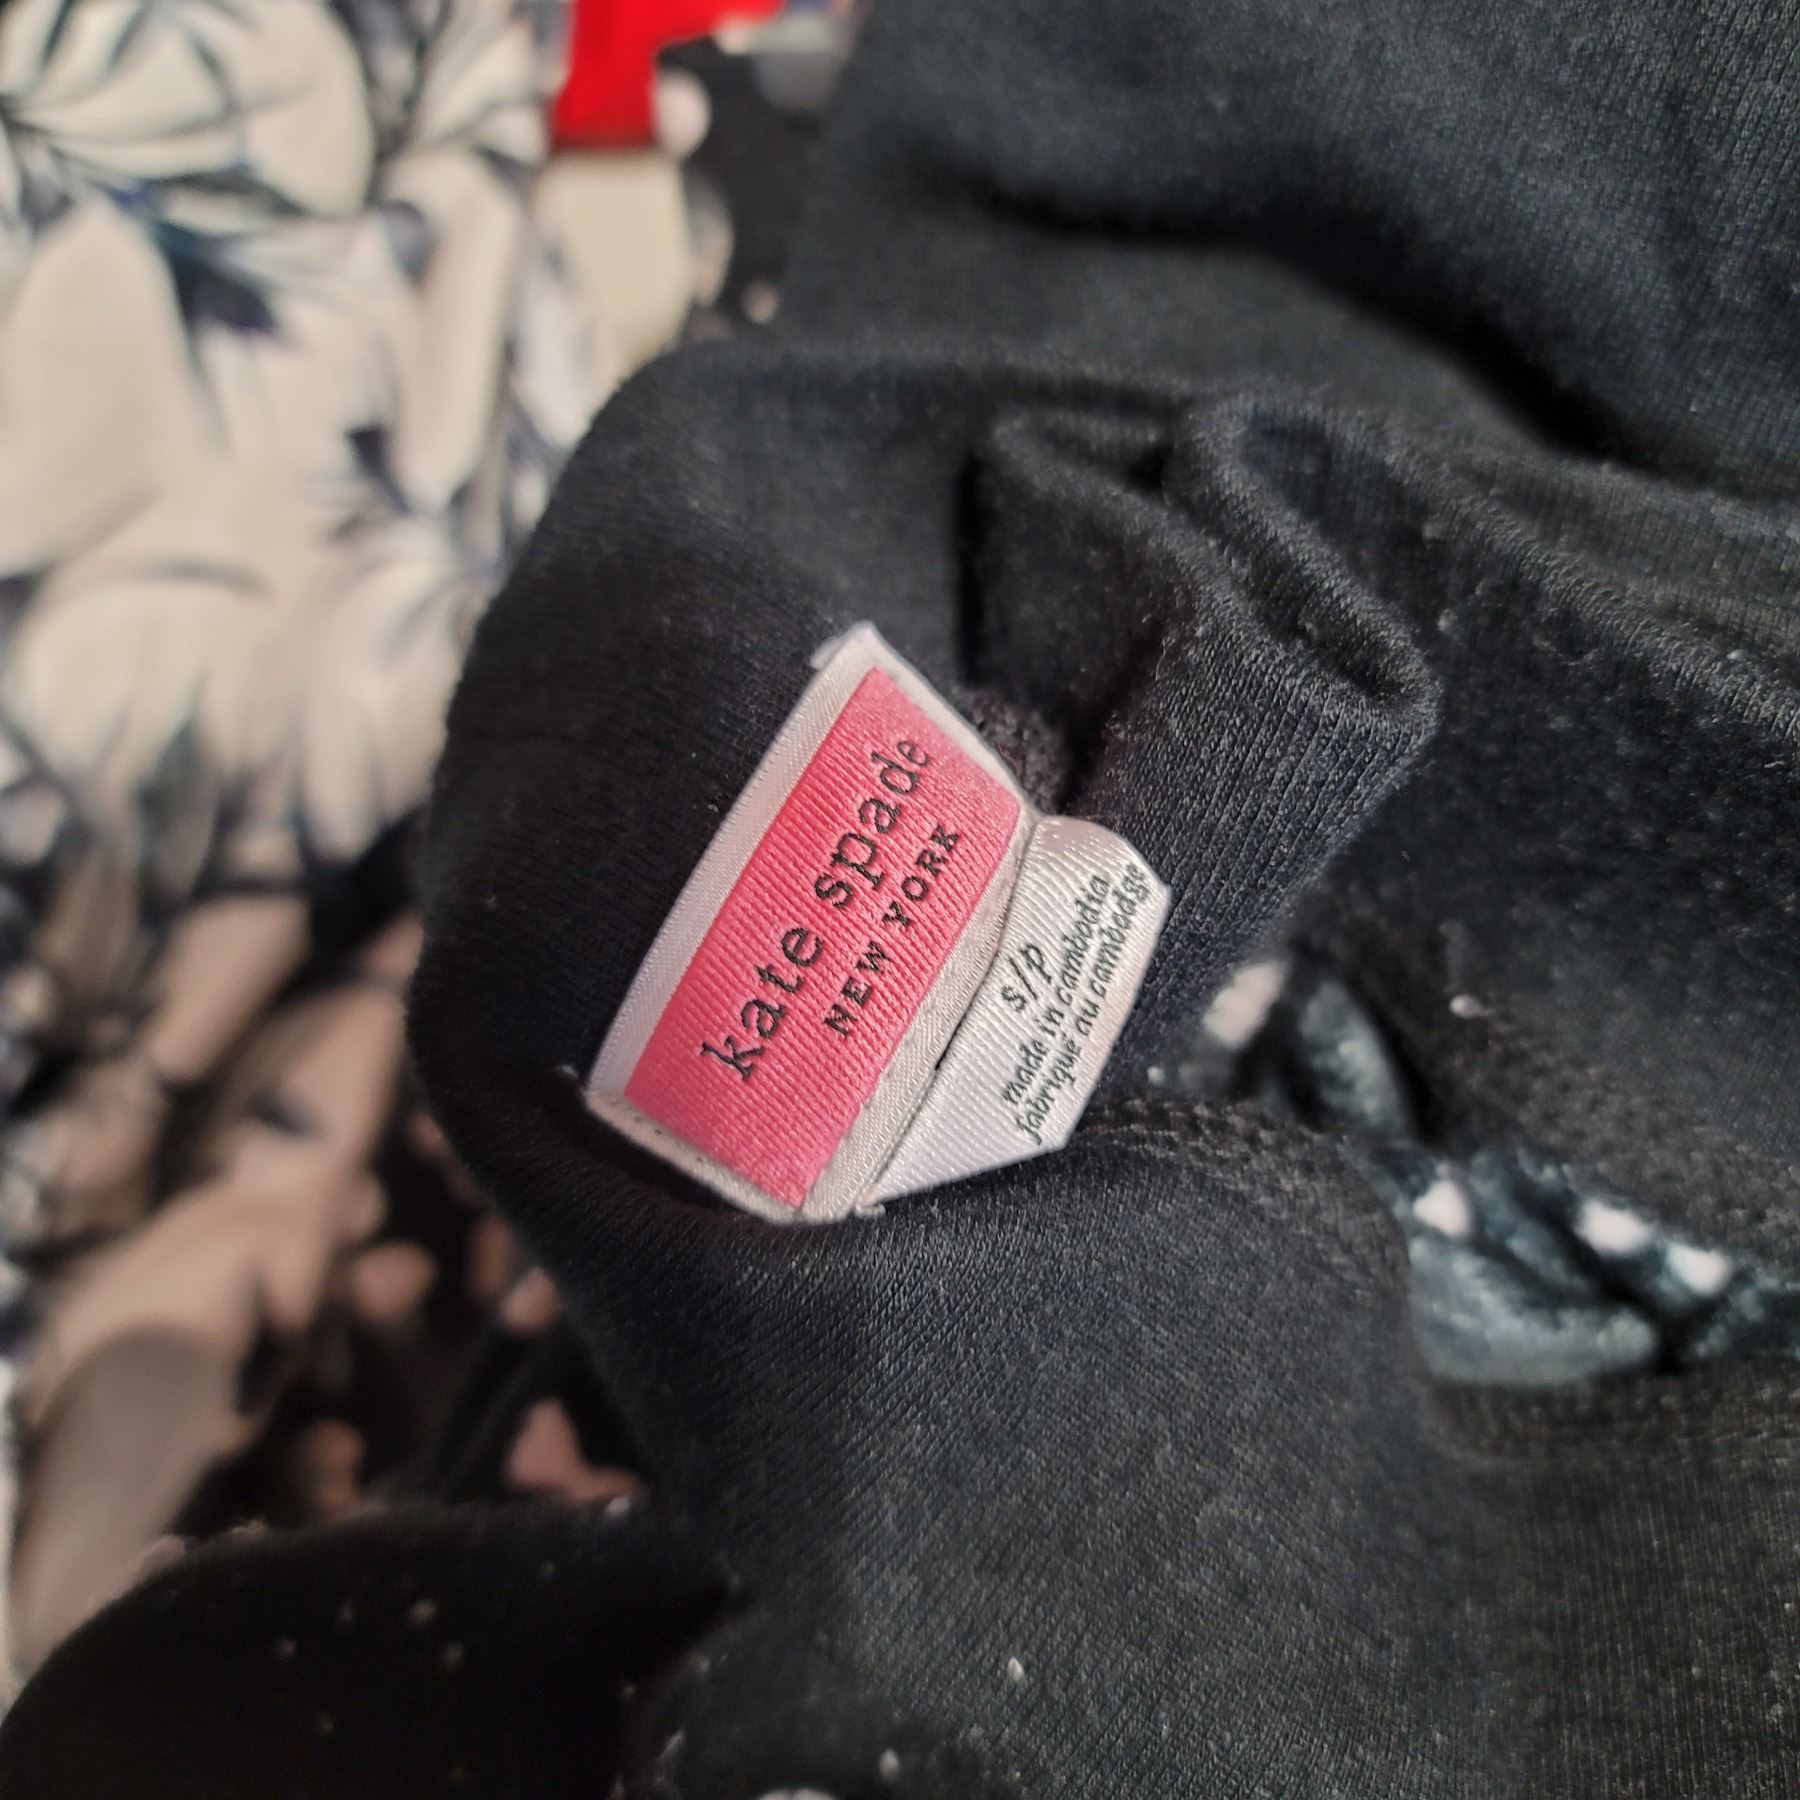 kate spade
NEW YORK
s/p
made in cambodia
fabriqué au cambodge